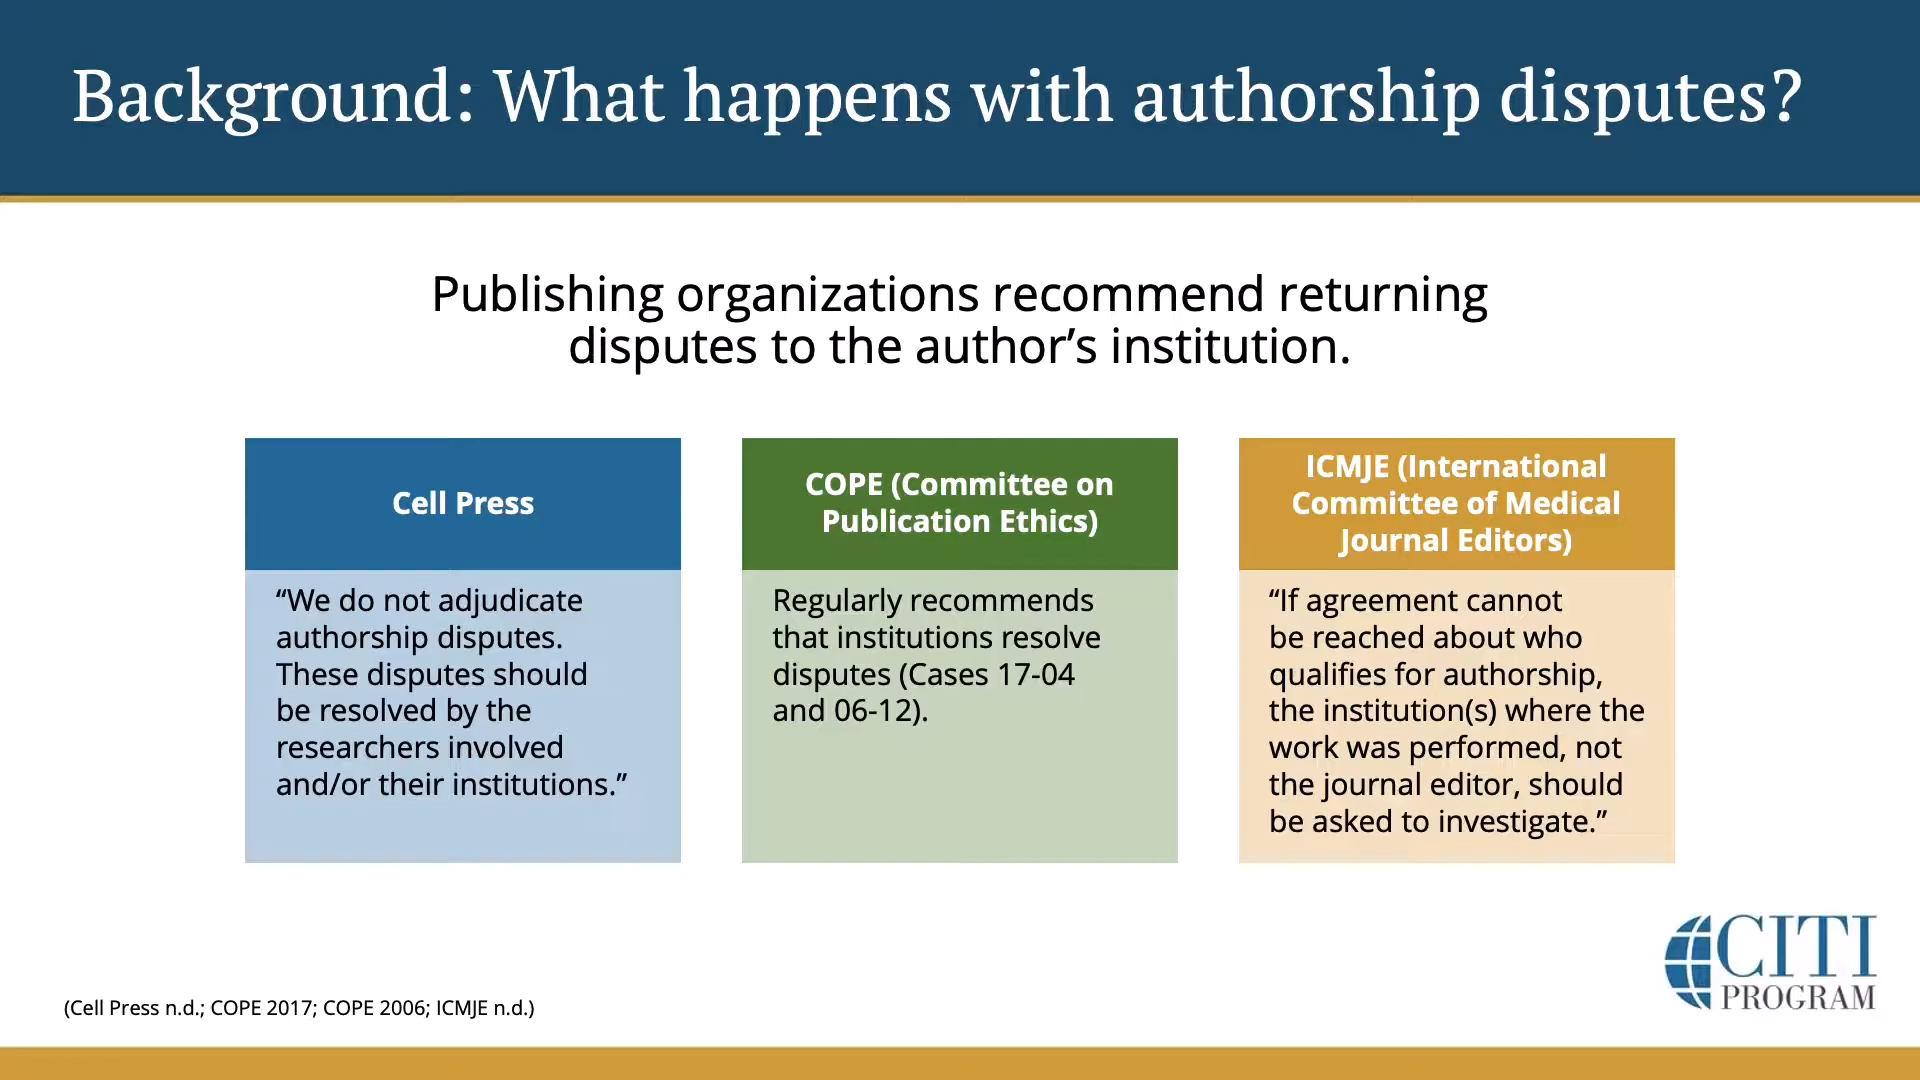 Background: What happens with authorship disputes?
Publishing organizations recommend returning
disputes to the author’s institution.
Cell Press
“We do not adjudicate
authorship disputes.
These disputes should
be resolved by the
researchers involved
and/or their institutions.”
COPE (Committee on
Publication Ethics)
Regularly recommends
that institutions resolve
disputes (Cases 17-04
and 06-12).
ICMJE (International
Committee of Medical
Journal Editors)
“If agreement cannot
be reached about who
qualifies for authorship,
the institution(s) where the
work was performed, not
the journal editor, should
be asked to investigate.”
(Cell Press n.d.; COPE 2017; COPE 2006; ICMJE n.d.)
CITI
PROGRAM